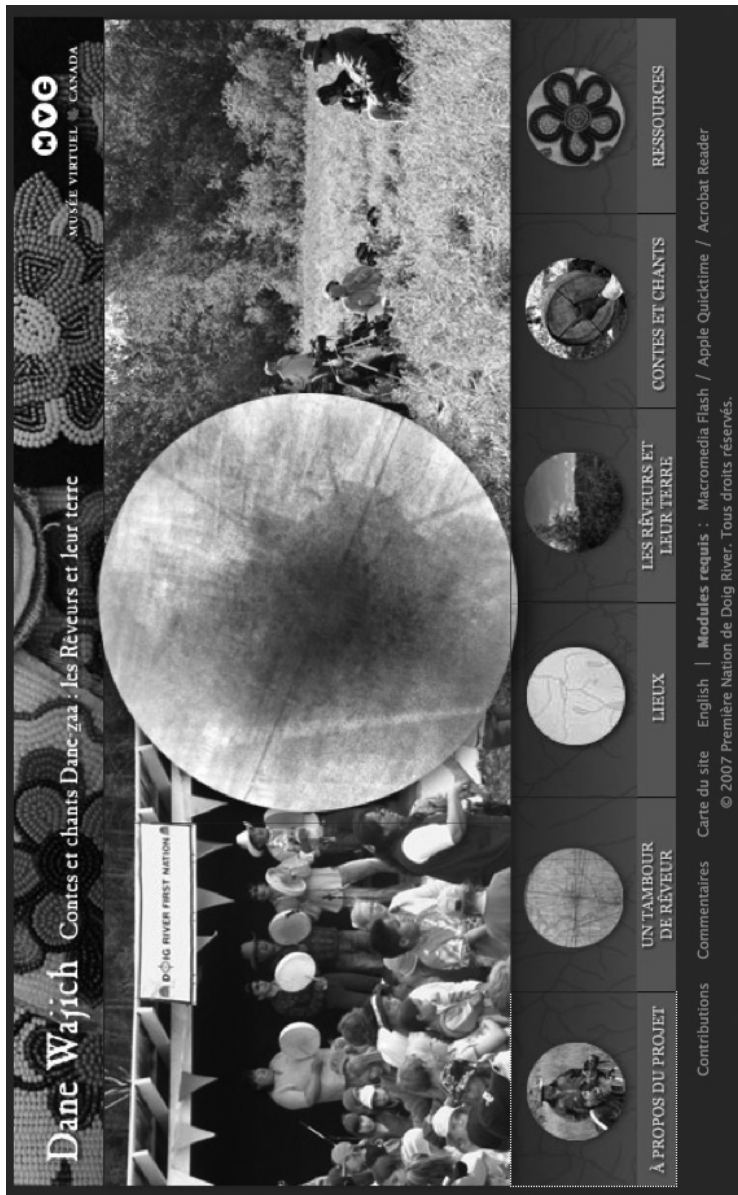 Dane Wajich Contes et chants Dane-zaa : les Rêveurs et leur terre
MVC
MUSÉE VIRTUEL CANADA
DOIG RIVER FIRST NATION
À PROPOS DU PROJET
UN TAMBOUR
DE RÊVEUR
LIEUX
LES RÊVEURS ET
LEUR TERRE
CONTES ET CHANTS
RESSOURCES
Contributions Commentaires Carte du site English | Modules requis : Macromedia Flash / Apple Quicktime / Acrobat Reader
© 2007 Première Nation de Doig River. Tous droits réservés.